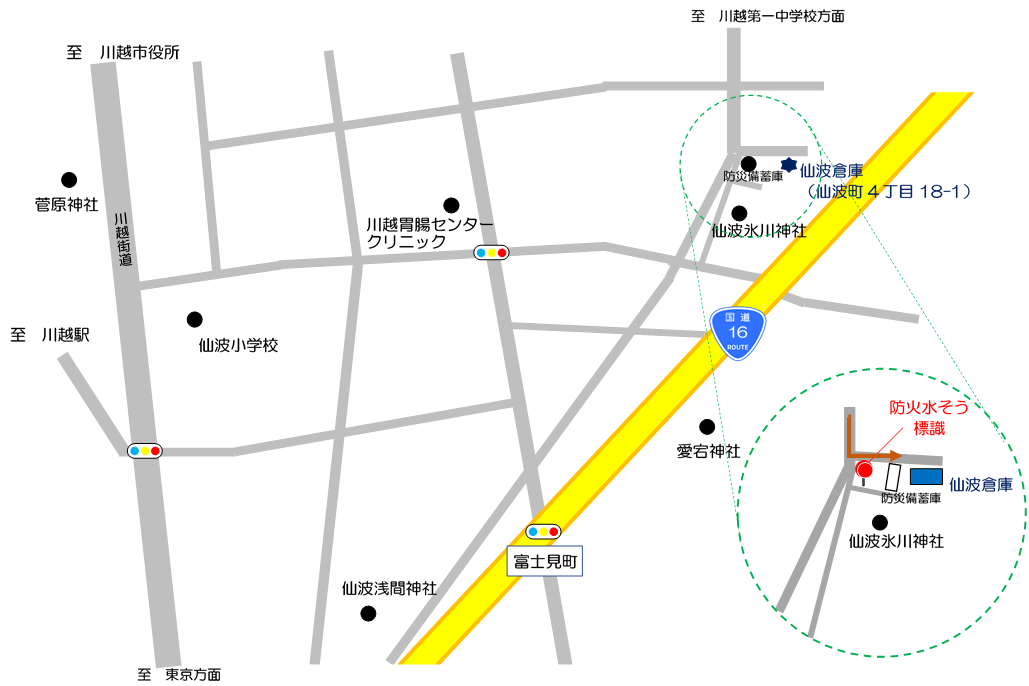 至　川越第一中学校方面
至　川越市役所
仙波倉庫
（仙波町４丁目18-1）
防災備蓄庫
菅原神社
川越街道
川越胃腸センター
クリニック
仙波氷川神社
国道
16
ROUTE
至　川越駅
仙波小学校
防火水そう
標識
愛宕神社
仙波倉庫
防災備蓄庫
仙波氷川神社
富士見町
仙波浅間神社
至　東京方面